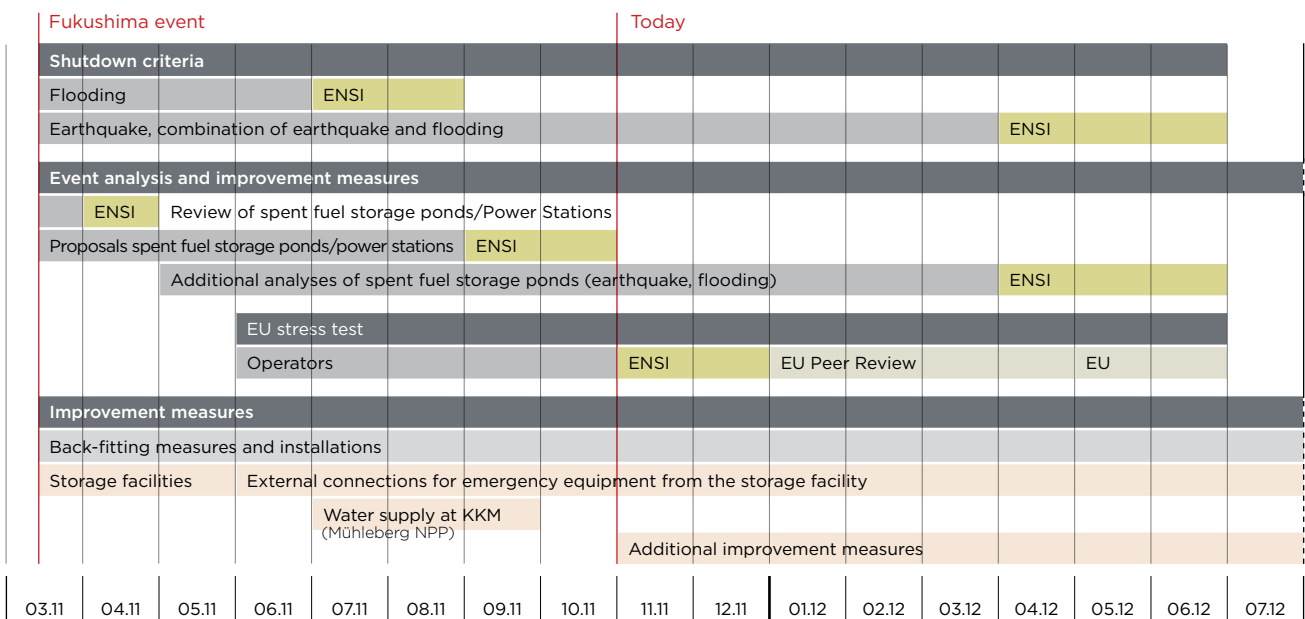 Fukushima event Today
Shutdown criteria
Flooding ENSI
Earthquake, combination of earthquake and flooding ENSI
Event analysis and improvement measures
ENSI Review of spent fuel storage ponds/Power Stations
Proposals spent fuel storage ponds/power stations ENSI
Additional analyses of spent fuel storage ponds (earthquake, flooding) ENSI
EU stress test
Operators ENSI EU Peer Review EU
Improvement measures
Back-fitting measures and installations
Storage facilities External connections for emergency equipment from the storage facility
Water supply at KKM
(Mühleberg NPP)
Additional improvement measures
03.11 04.11 05.11 06.11 07.11 08.11 09.11 10.11 11.11 12.11 01.12 02.12 03.12 04.12 05.12 06.12 07.12